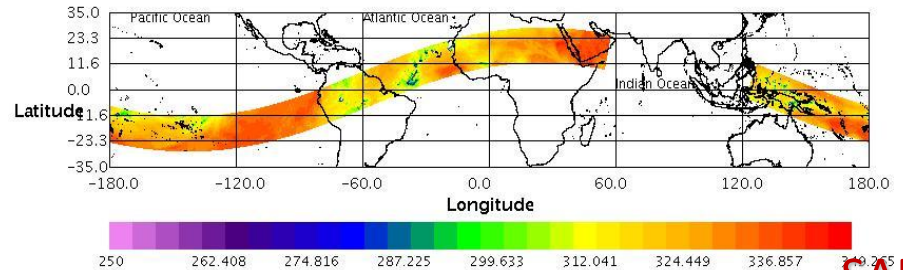 35.0 Pacific Ocean Atlantic Ocean
23.3
11.6
0.0 Indian Ocean
Latitude
-11.6
-23.3
-35.0
-180.0 -120.0 -60.0 0.0 60.0 120.0 180.0
Longitude
250 262.408 274.816 287.225 299.633 312.041 324.449 336.857